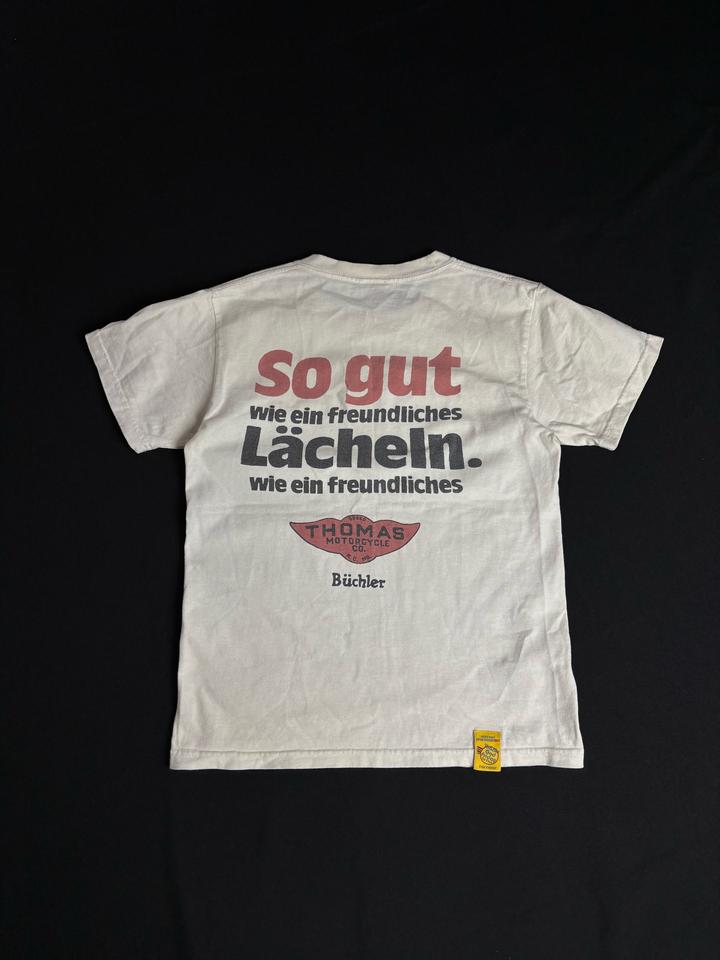 So gut
wie ein freundliches
Lächeln.
wie ein freundliches
THOMAS
MOTORCYCLE
CO.
Büchler